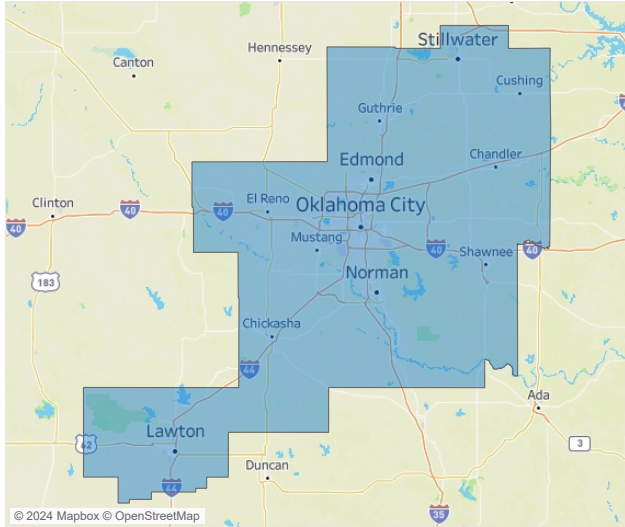 Stillwater
Hennessey
Canton
Cushing
Guthrie
Edmond
Chandler
Clinton
El Reno
Oklahoma City
40
40
40
Mustang
40
Shawnee
40
183
Norman
Chickasha
44
Ada
Lawton
62
3
Duncan
44
35
© 2024 Mapbox © OpenStreetMap